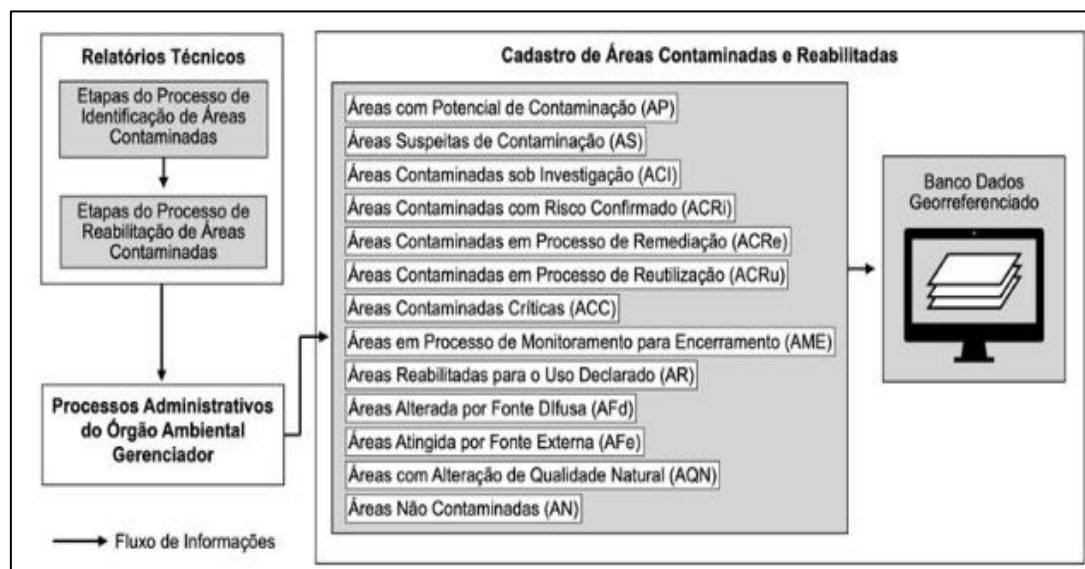 Relatórios Técnicos
Etapas do Processo de
Identificação de Áreas
Contaminadas
Etapas do Processo de
Reabilitação de Áreas
Contaminadas
Processos Administrativos
do Órgão Ambiental
Gerenciador
Fluxo de Informações
Cadastro de Áreas Contaminadas e Reabilitadas
Áreas com Potencial de Contaminação (AP)
Áreas Suspeitas de Contaminação (AS)
Áreas Contaminadas sob Investigação (ACI)
Áreas Contaminadas com Risco Confirmado (ACRi)
Áreas Contaminadas em Processo de Remediação (ACRe)
Áreas Contaminadas em Processo de Reutilização (ACRu)
Áreas Contaminadas Críticas (ACC)
Áreas em Processo de Monitoramento para Encerramento (AME)
Áreas Reabilitadas para o Uso Declarado (AR)
Áreas Alterada por Fonte DIfusa (AFd)
Áreas Atingida por Fonte Externa (AFe)
Áreas com Alteração de Qualidade Natural (AQN)
Áreas Não Contaminadas (AN)
Banco Dados
Georreferenciado